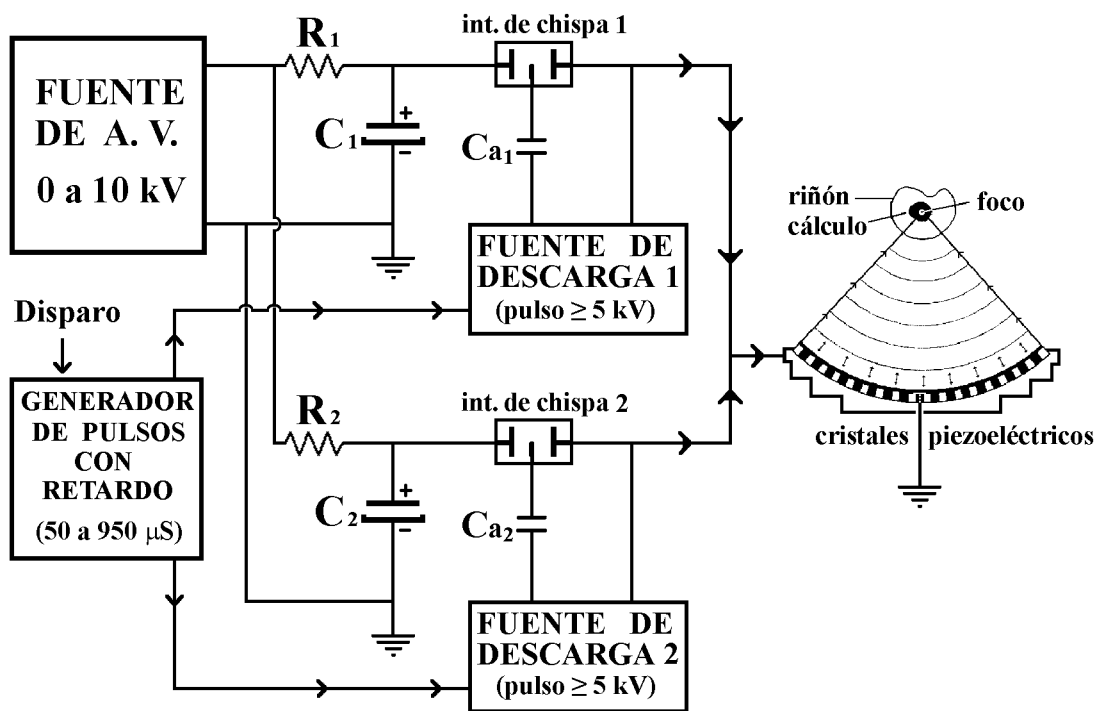 FUENTE
DE A. V.
0 a 10 kV
R₁
C₁
+
-
int. de chispa 1
Ca₁
FUENTE DE
DESCARGA 1
(pulso ≥ 5 kV)
Disparo
GENERADOR
DE PULSOS
CON
RETARDO
(50 a 950 µS)
R₂
C₂
+
-
int. de chispa 2
Ca₂
FUENTE DE
DESCARGA 2
(pulso ≥ 5 kV)
riñón
cálculo
foco
cristales piezoeléctricos